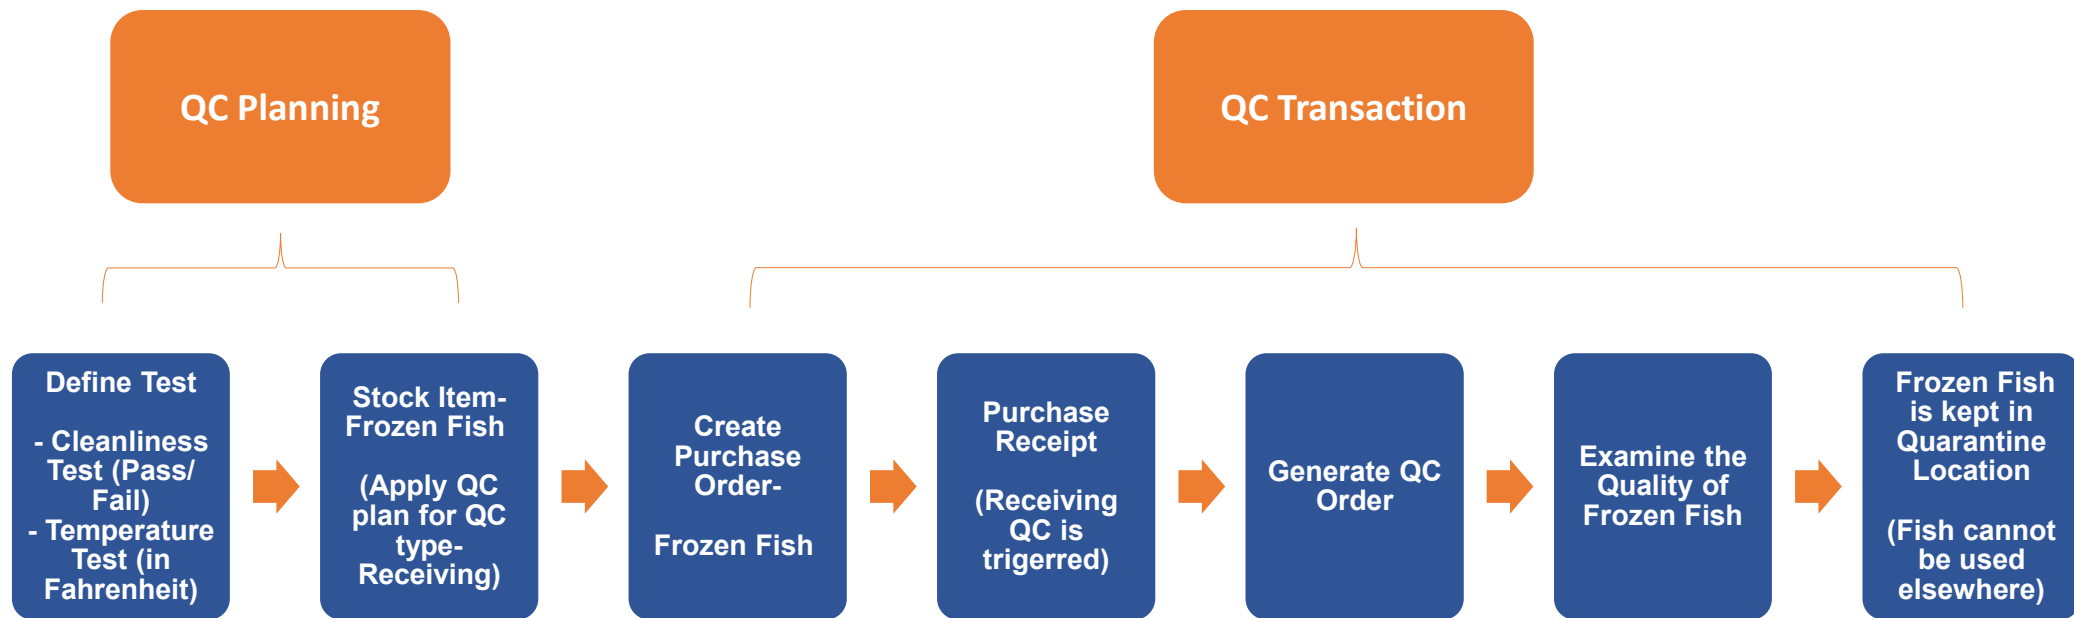 QC Planning
QC Transaction
Define Test
- Cleanliness
Test (Pass/
Fail)
- Temperature
Test (in
Fahrenheit)
Stock Item-
Frozen Fish
(Apply QC
plan for QC
type-
Receiving)
Create
Purchase
Order-
Frozen Fish
Purchase
Receipt
(Receiving
QC is
trigerred)
Generate QC
Order
Examine the
Quality of
Frozen Fish
Frozen Fish
is kept in
Quarantine
Location
(Fish cannot
be used
elsewhere)